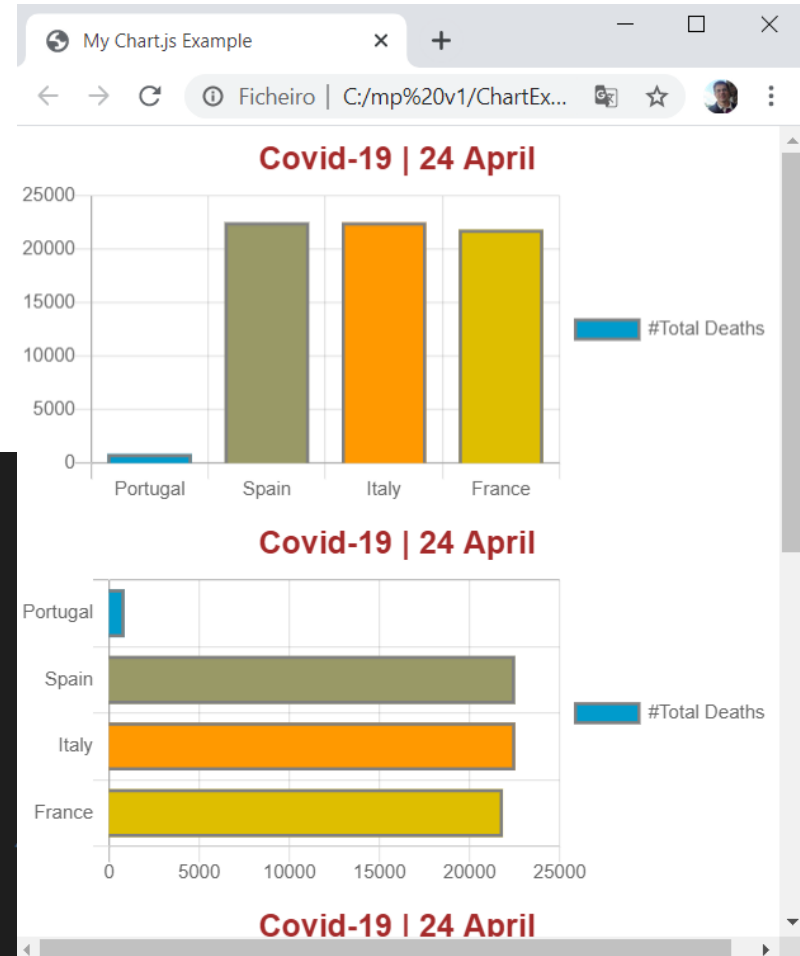 My Chart.js Example
Ficheiro | C:/mp%20v1/ChartEx...
Covid-19 | 24 April
25000
20000
15000
10000
5000
0
Portugal Spain Italy France
#Total Deaths
Covid-19 | 24 April
Portugal
Spain
Italy
France
#Total Deaths
0 5000 10000 15000 20000 25000
Covid-19 | 24 April